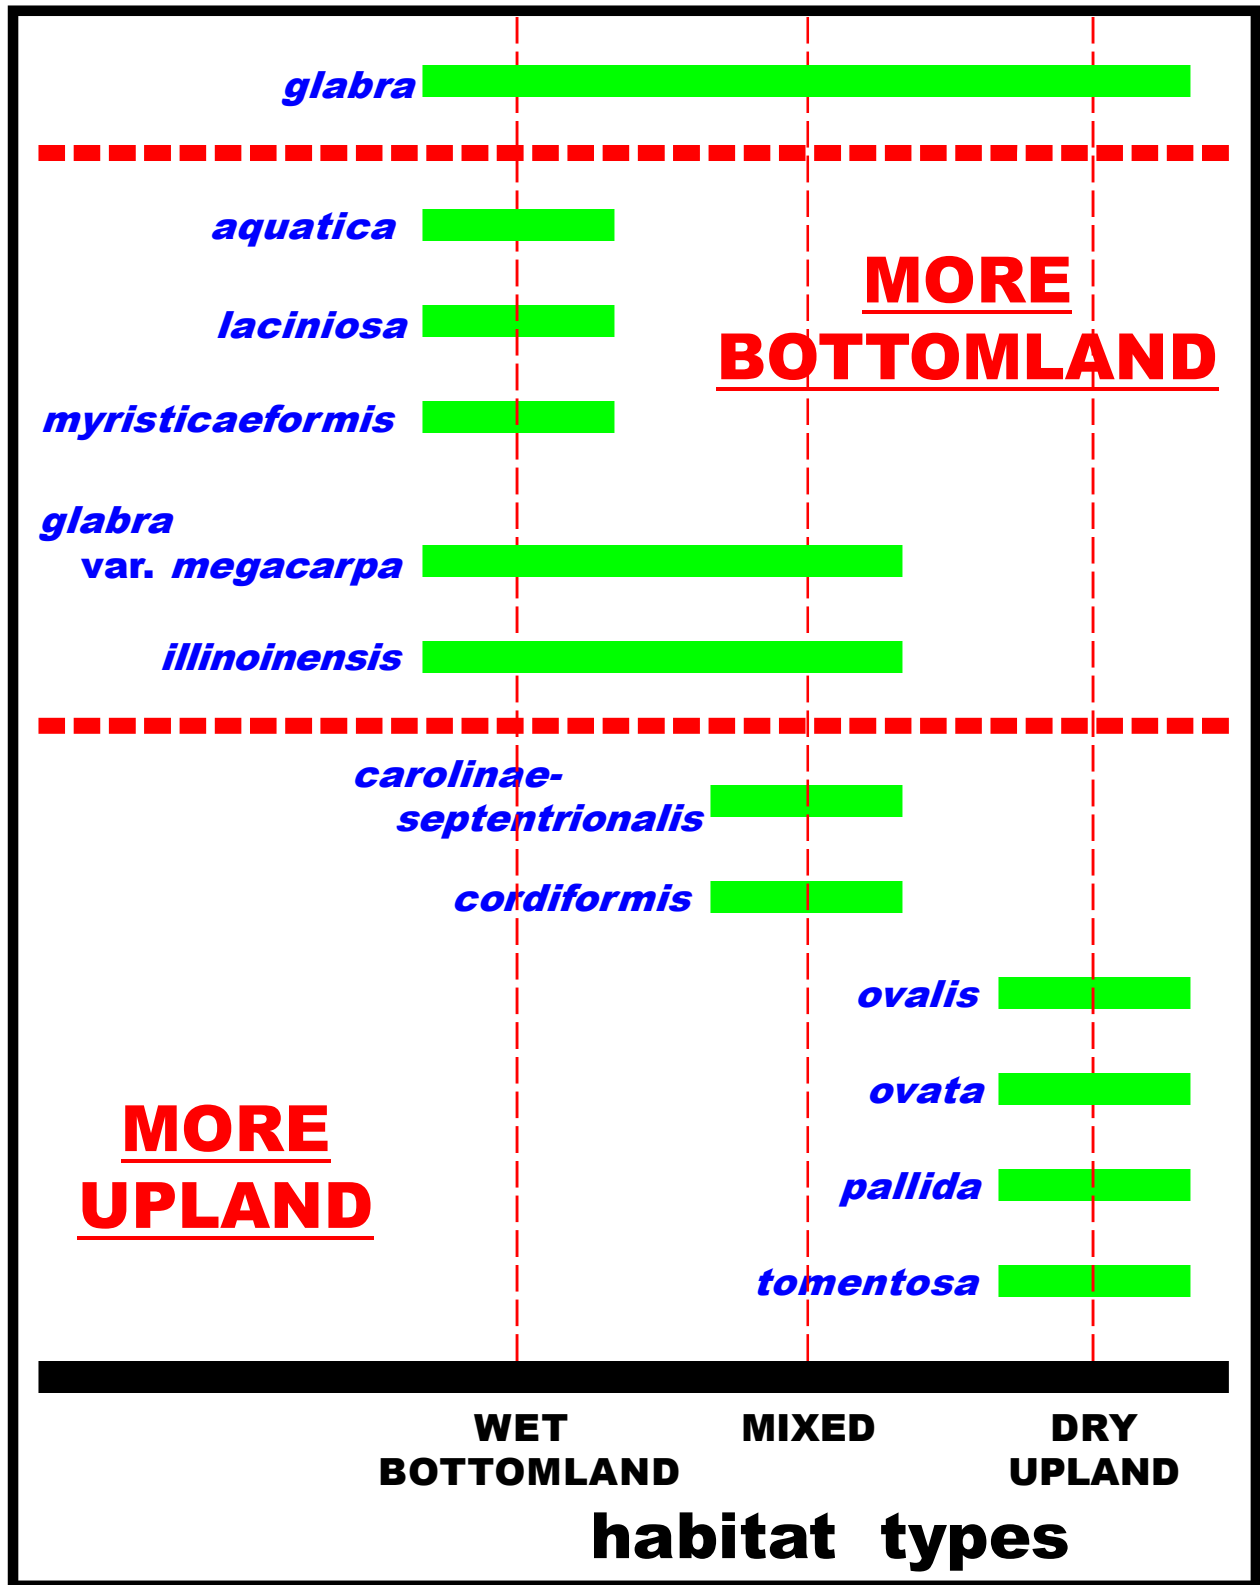 glabra
aquatica
MORE
BOTTOMLAND
laciniosa
myristicaeformis
glabra
var. megacarpa
illinoinensis
carolinae-
septentrionalis
cordiformis
ovalis
ovata
MORE
UPLAND
pallida
tomentosa
WET
BOTTOMLAND
MIXED
DRY
UPLAND
habitat types